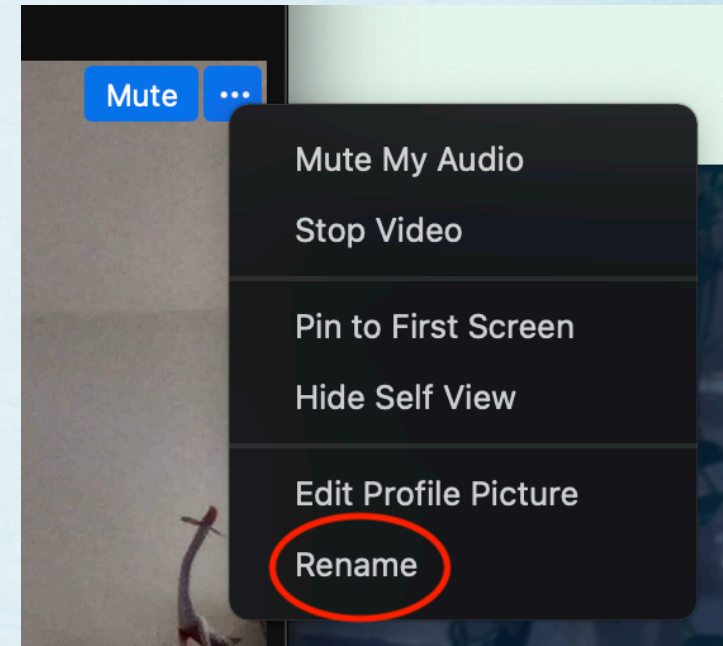 Mute ...
Mute My Audio
Stop Video
Pin to First Screen
Hide Self View
Edit Profile Picture
Rename